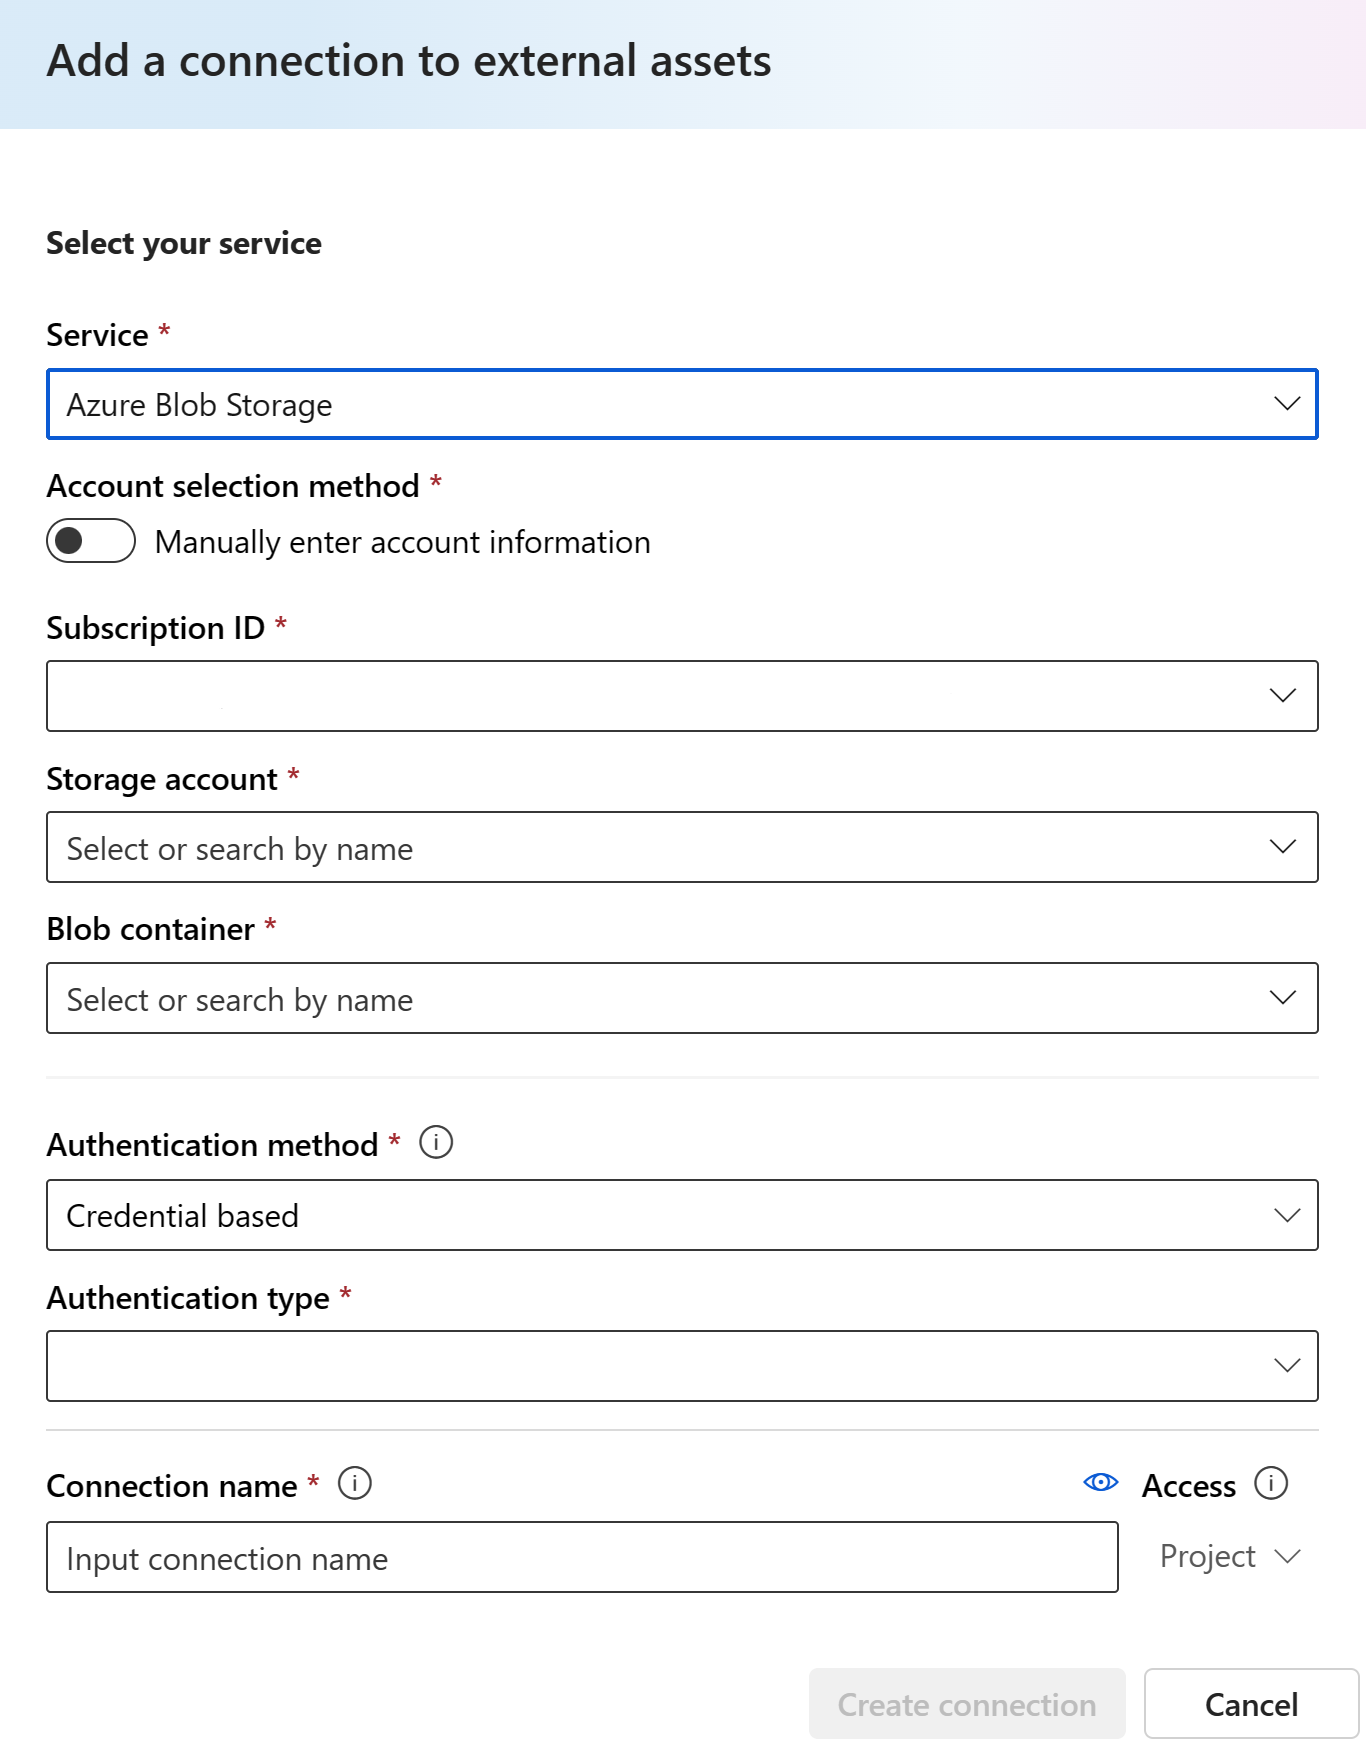 Add a connection to external assets
Select your service
Service *
Azure Blob Storage
Account selection method *
Manually enter account information
Subscription ID *
Storage account *
Select or search by name
Blob container *
Select or search by name
Authentication method *
Credential based
Authentication type *
Connection name * Access
Input connection name Project
Create connection Cancel